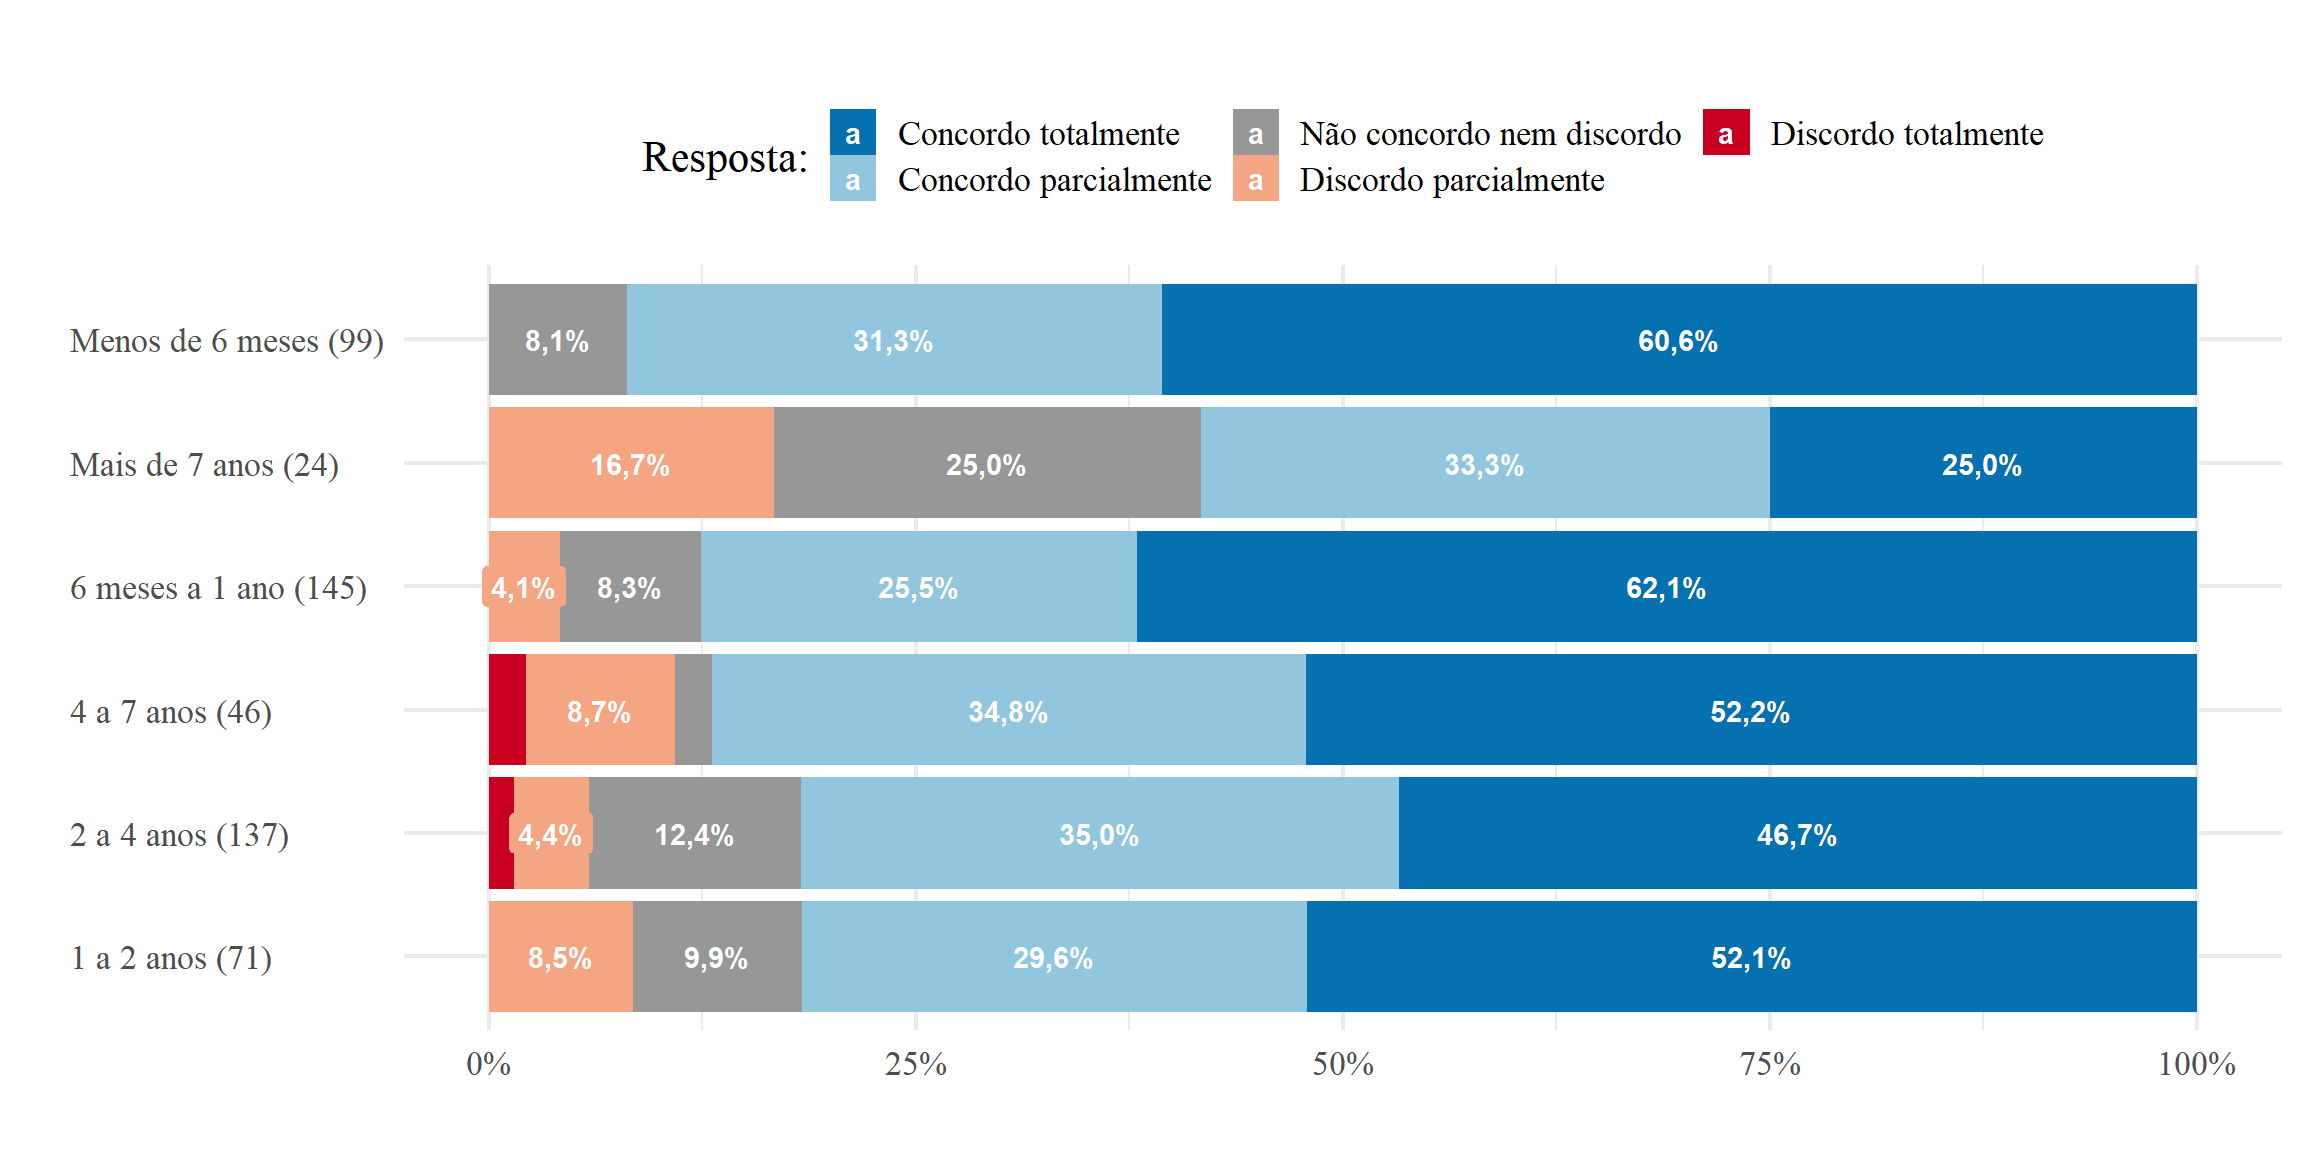 Resposta:
a Concordo totalmente
a Concordo parcialmente
a Não concordo nem discordo
a Discordo parcialmente
a Discordo totalmente
Menos de 6 meses (99) 8,1% 31,3% 60,6%
Mais de 7 anos (24) 16,7% 25,0% 33,3% 25,0%
6 meses a 1 ano (145) 4,1% 8,3% 25,5% 62,1%
4 a 7 anos (46) 8,7% 34,8% 52,2%
2 a 4 anos (137) 4,4% 12,4% 35,0% 46,7%
1 a 2 anos (71) 8,5% 9,9% 29,6% 52,1%
0% 25% 50% 75% 100%